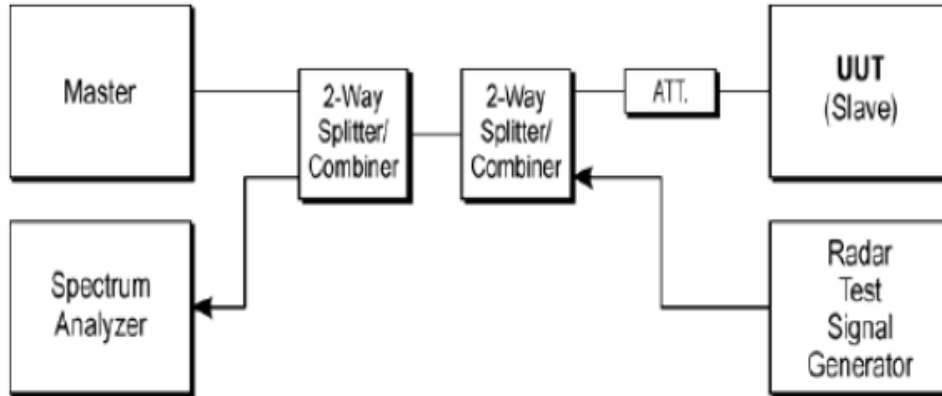 Master
2-Way
Splitter/
Combiner
2-Way
Splitter/
Combiner
ATT.
UUT
(Slave)
Spectrum
Analyzer
Radar
Test
Signal
Generator